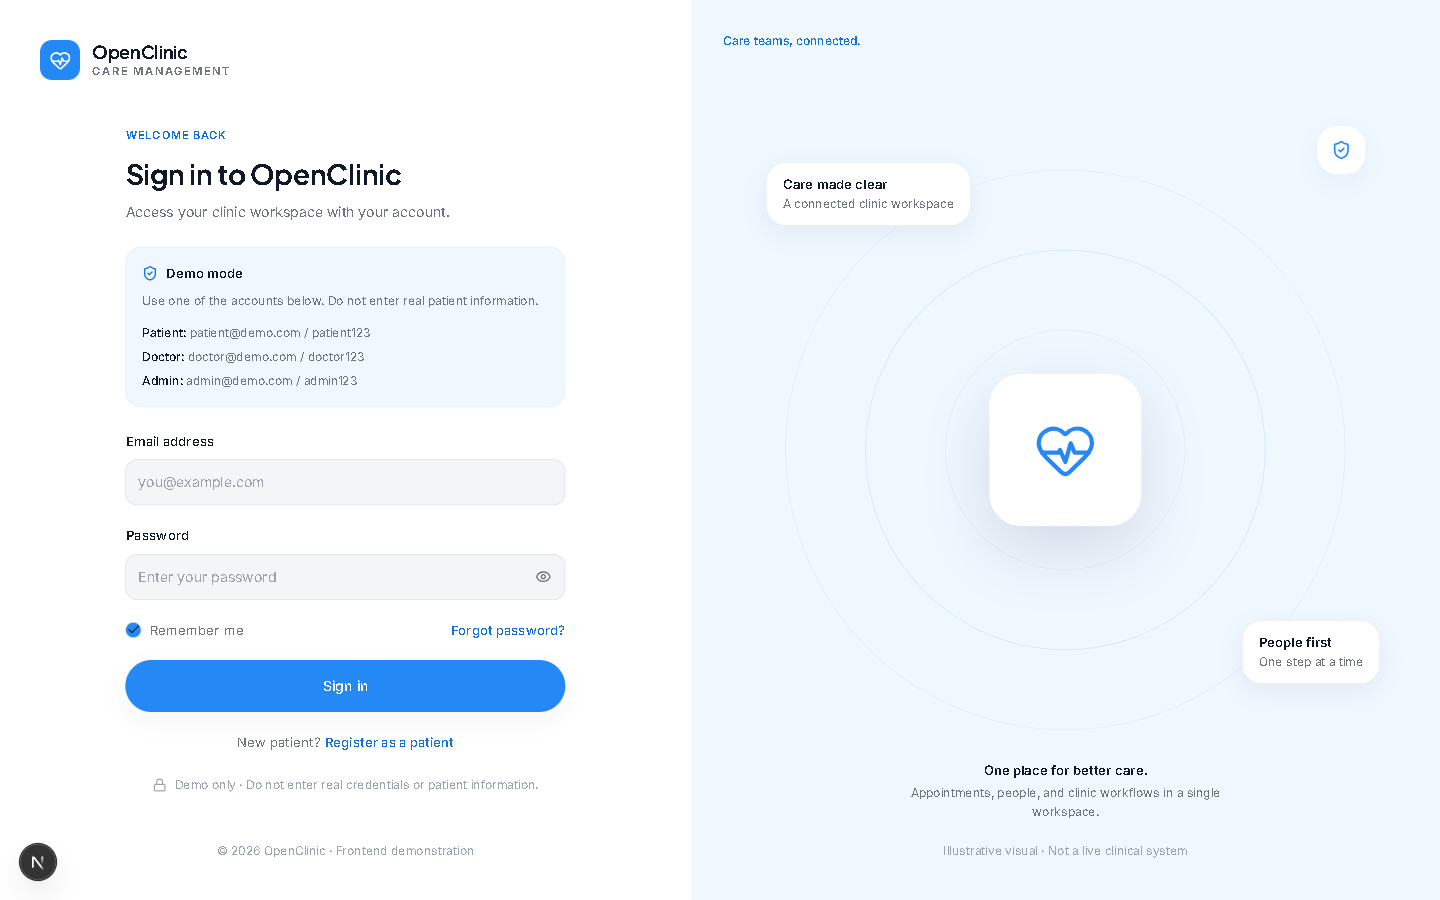 OpenClinic
CARE MANAGEMENT
WELCOME BACK
Sign in to OpenClinic
Access your clinic workspace with your account.
Demo mode
Use one of the accounts below. Do not enter real patient information.
Patient: patient@demo.com / patient123
Doctor: doctor@demo.com / doctor123
Admin: admin@demo.com / admin123
Email address
you@example.com
Password
Enter your password
Remember me
Forgot password?
Sign in
New patient? Register as a patient
Demo only · Do not enter real credentials or patient information.
© 2026 OpenClinic · Frontend demonstration
N
Care teams, connected.
Care made clear
A connected clinic workspace
People first
One step at a time
One place for better care.
Appointments, people, and clinic workflows in a single
workspace.
Illustrative visual · Not a live clinical system